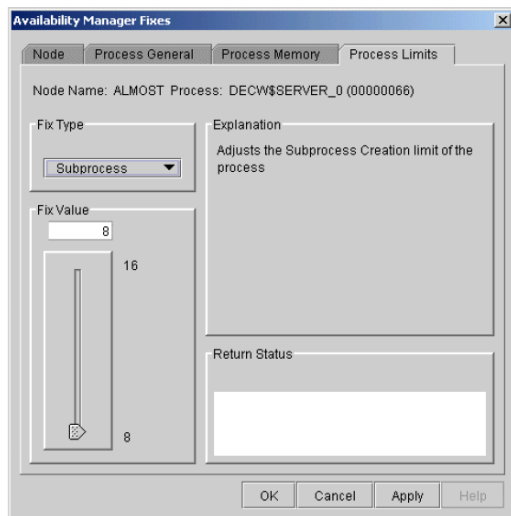 Availability Manager Fixes
Node Process General Process Memory Process Limits
Node Name: ALMOST Process: DECW$SERVER_0 (00000066)
Fix Type
Subprocess
Explanation
Adjusts the Subprocess Creation limit of the
process
Fix Value
8
16
8
Return Status
OK Cancel Apply Help